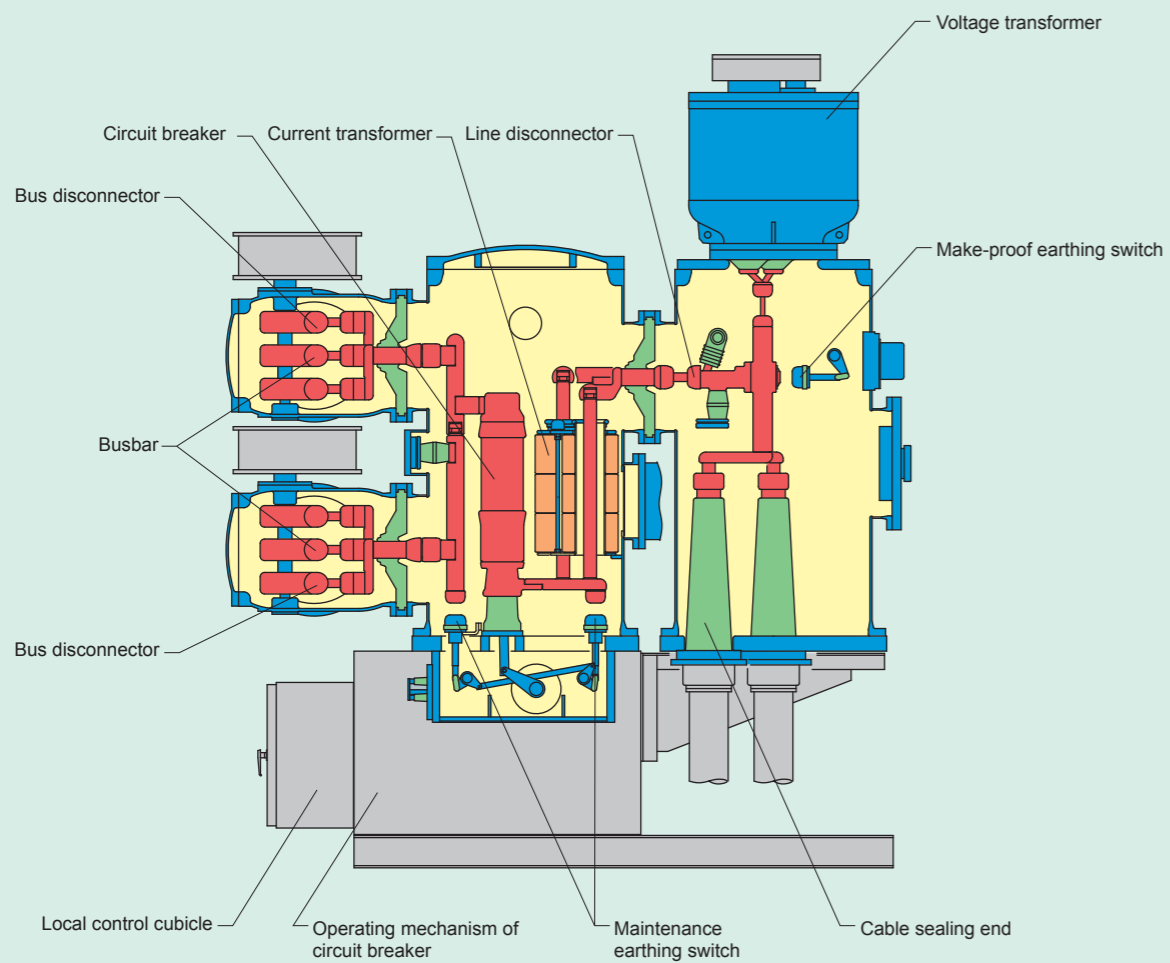 Voltage transformer
Circuit breaker
Current transformer
Line disconnector
Bus disconnector
Make-proof earthing switch
Busbar
Bus disconnector
Local control cubicle
Operating mechanism of
circuit breaker
Maintenance
earthing switch
Cable sealing end